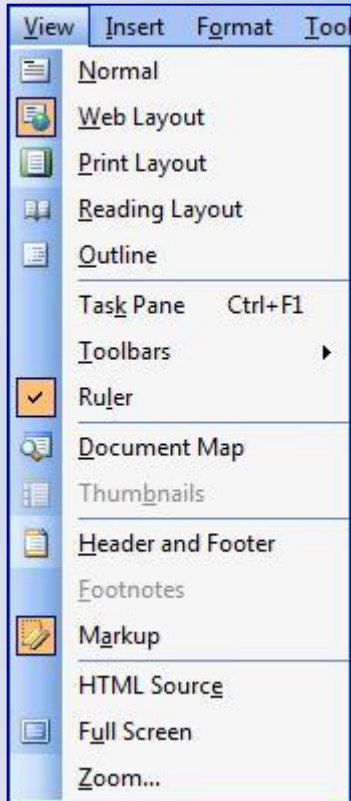 View Insert Format Tool
Normal
Web Layout
Print Layout
Reading Layout
Outline
Task Pane Ctrl+F1
Toolbars
Ruler
Document Map
Thumbnails
Header and Footer
Footnotes
Markup
HTML Source
Full Screen
Zoom...